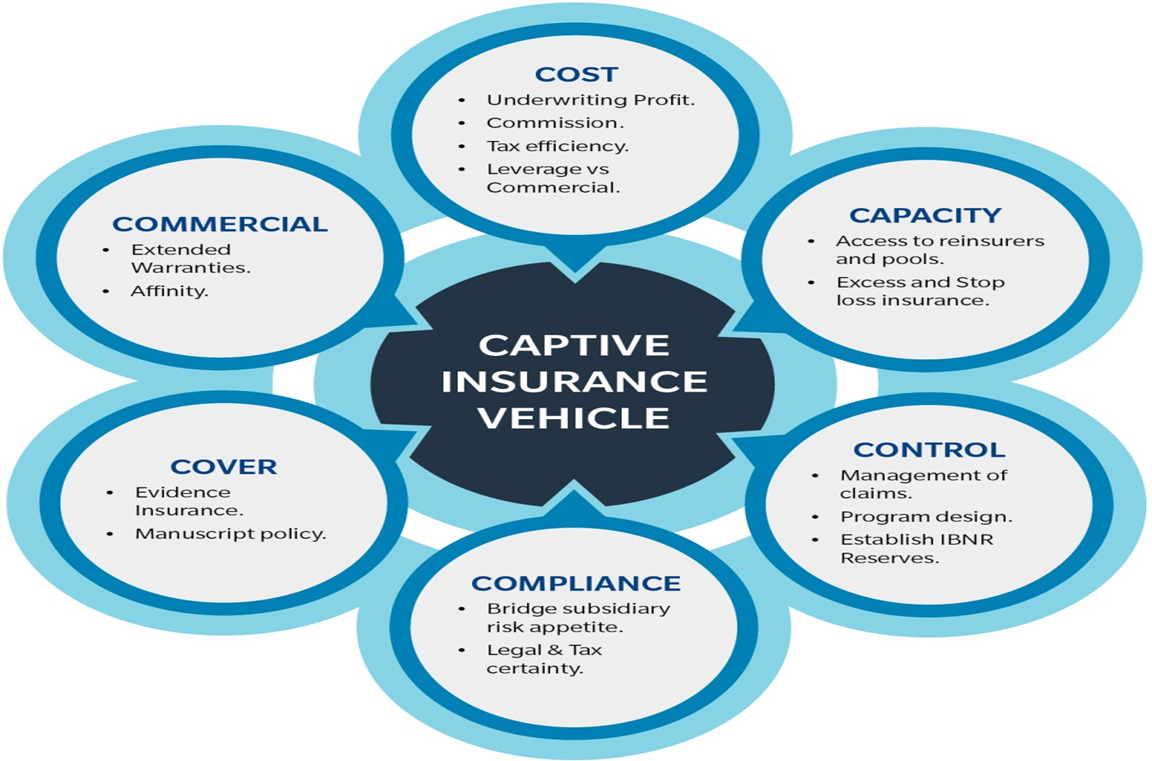 COST
• Underwriting Profit.
• Commission.
• Tax efficiency.
• Leverage vs
Commercial.
CAPACITY
• Access to reinsurers
and pools.
• Excess and Stop
loss insurance.
CONTROL
• Management of
claims.
• Program design.
• Establish IBNR
Reserves.
COMPLIANCE
• Bridge subsidiary
risk appetite.
• Legal & Tax
certainty.
COVER
• Evidence
Insurance.
• Manuscript policy.
COMMERCIAL
• Extended
Warranties.
• Affinity.
CAPTIVE
INSURANCE
VEHICLE